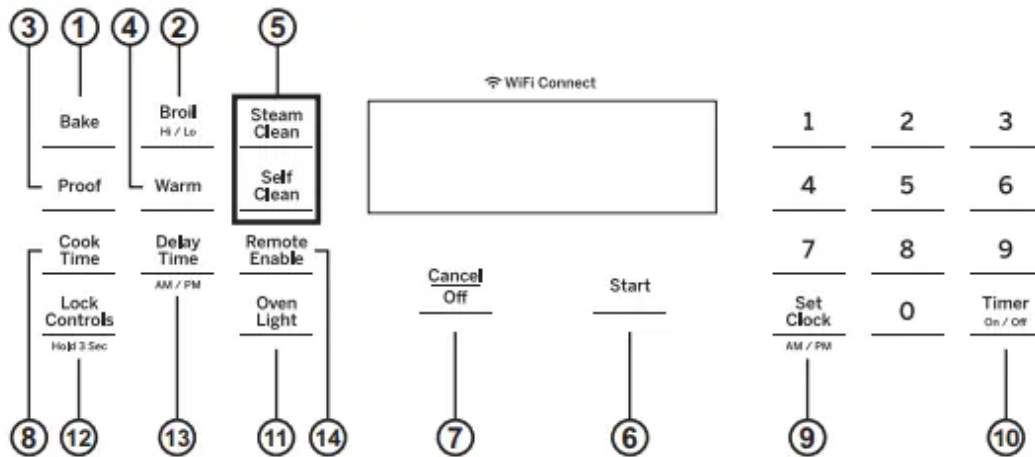 3 1 4 2 5
WiFi Connect
Bake
Broil
Hi / Lo
Steam
Clean
1 2 3
Proof
Warm
Self
Clean
4 5 6
Cook
Time
Delay
Time
AM / PM
Remote
Enable
Cancel
Off
Start
7 8 9
Lock
Controls
Hold 3 Sec
Oven
Light
Set
Clock
AM / PM
0
Timer
On / Off
8 12 13 11 14 7 6 9 10